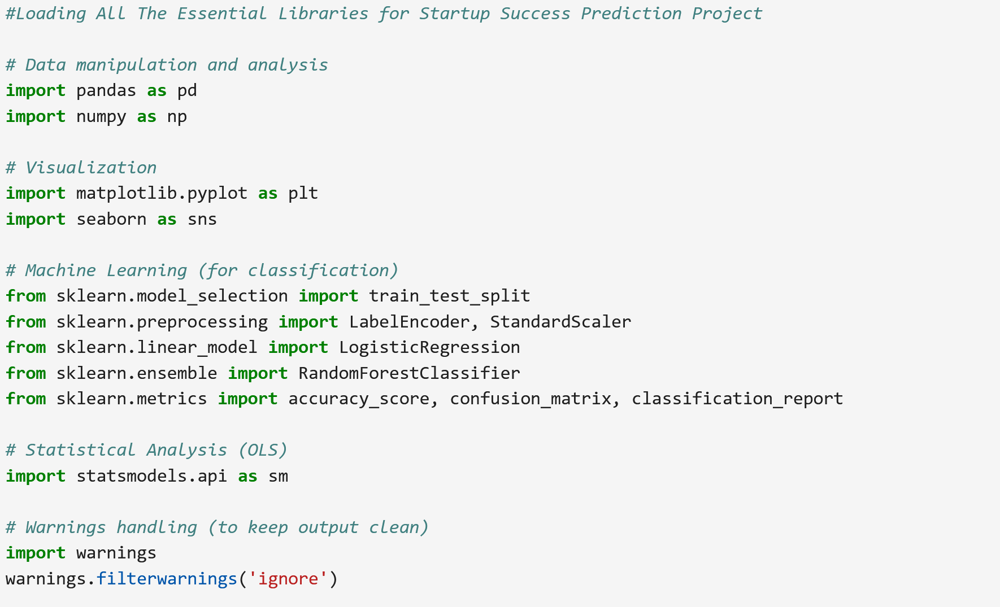 #Loading All The Essential Libraries for Startup Success Prediction Project
# Data manipulation and analysis
import pandas as pd
import numpy as np
# Visualization
import matplotlib.pyplot as plt
import seaborn as sns
# Machine Learning (for classification)
from sklearn.model_selection import train_test_split
from sklearn.preprocessing import LabelEncoder, StandardScaler
from sklearn.linear_model import LogisticRegression
from sklearn.ensemble import RandomForestClassifier
from sklearn.metrics import accuracy_score, confusion_matrix, classification_report
# Statistical Analysis (OLS)
import statsmodels.api as sm
# Warnings handling (to keep output clean)
import warnings
warnings.filterwarnings('ignore')